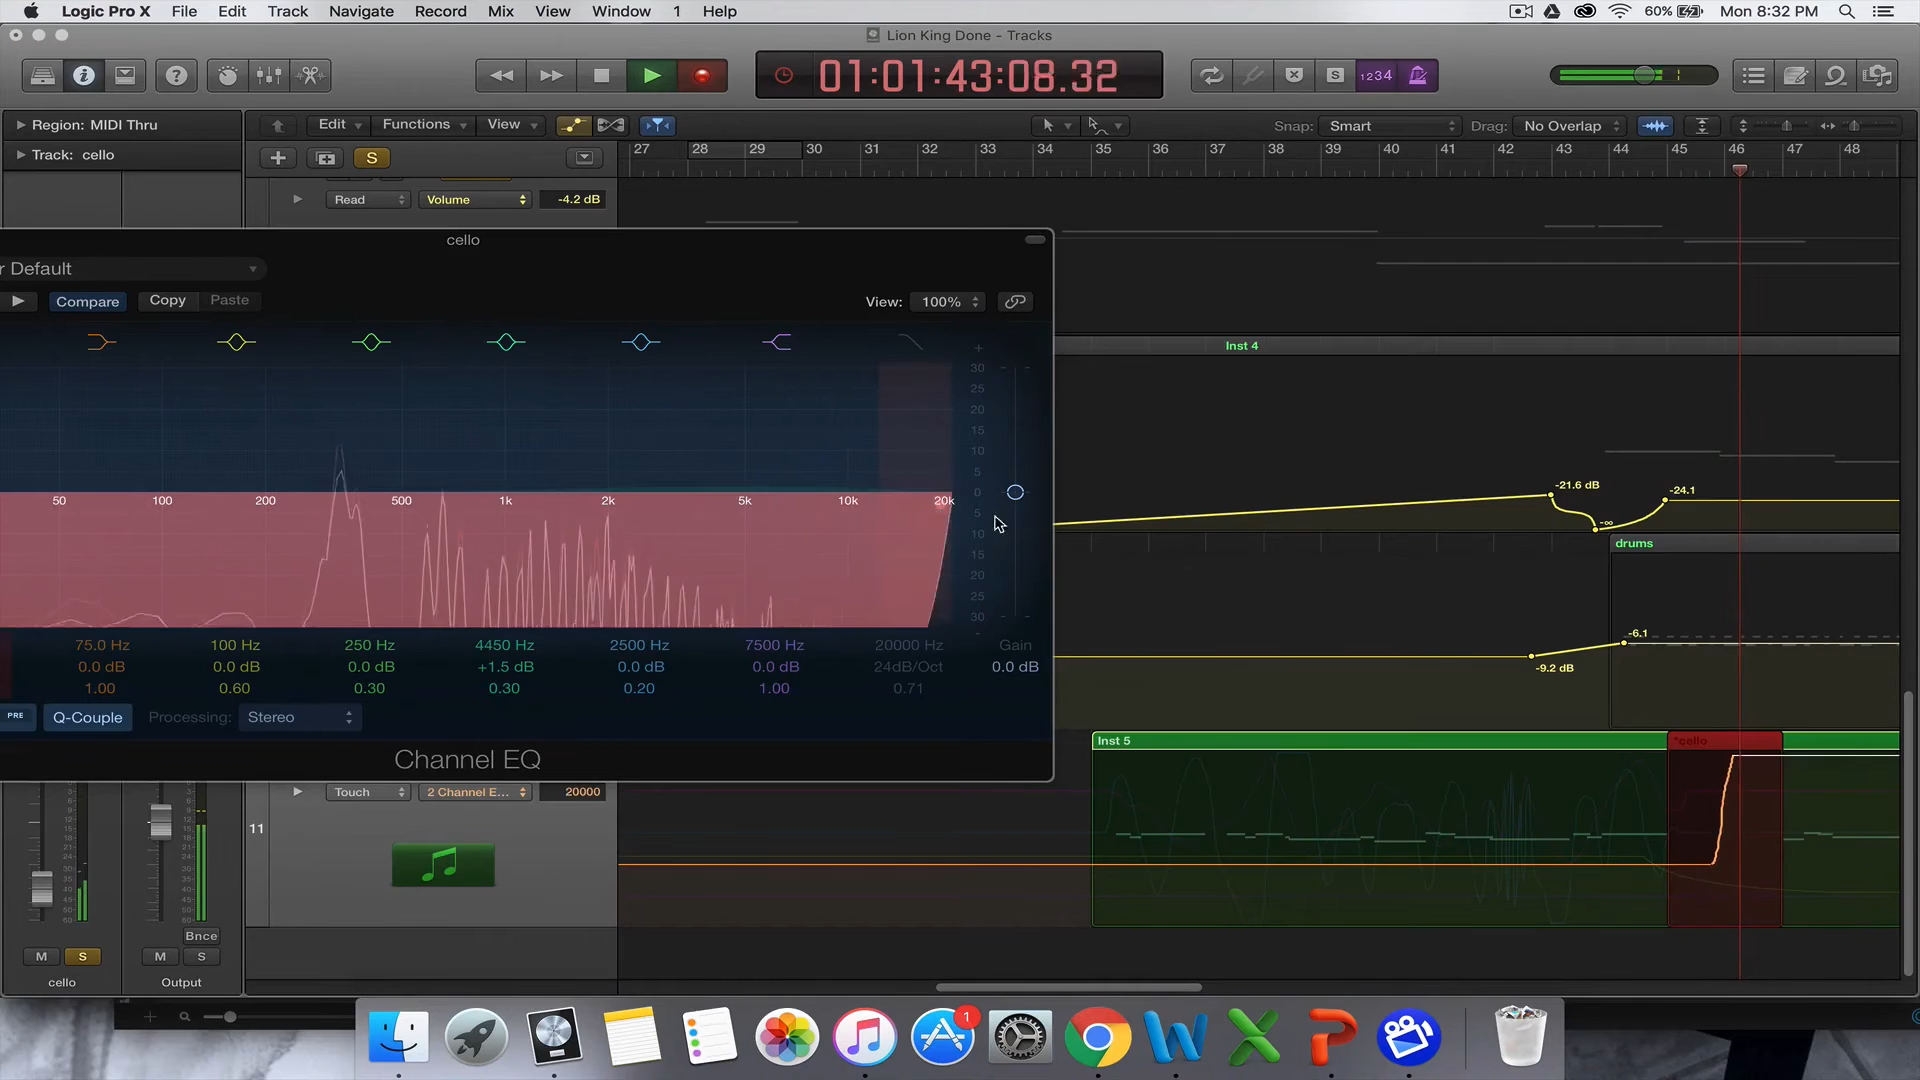 Logic Pro X File Edit Track Navigate Record Mix View Window 1 Help 60% Mon 8:32 PM
Lion King Done - Tracks
01:01:43:08.32
S 1234
Region: MIDI Thru
Edit Functions View Snap: Smart Drag: No Overlap
Track: cello
S
27 28 29 30 31 32 33 34 35 36 37 38 39 40 41 42 43 44 45 46 47 48
Read Volume -4.2 dB
cello
r Default
Compare Copy Paste View: 100%
Inst 4
+
30
25
20
15
10
5
0
5
10
15
20
25
30
-
50 100 200 500 1k 2k 5k 10k 20k
-21.6 dB
-∞
-24.1
drums
-6.1
-9.2 dB
75.0 Hz 100 Hz 250 Hz 4450 Hz 2500 Hz 7500 Hz 20000 Hz Gain
0.0 dB 0.0 dB 0.0 dB +1.5 dB 0.0 dB 0.0 dB 24dB/Oct 0.0 dB
1.00 0.60 0.30 0.30 0.20 1.00 0.71
PRE Q-Couple Processing: Stereo
Channel EQ
Inst 5
*cello
Touch 2 Channel E... 20000
11
Bnce
M S M S
cello Output
1